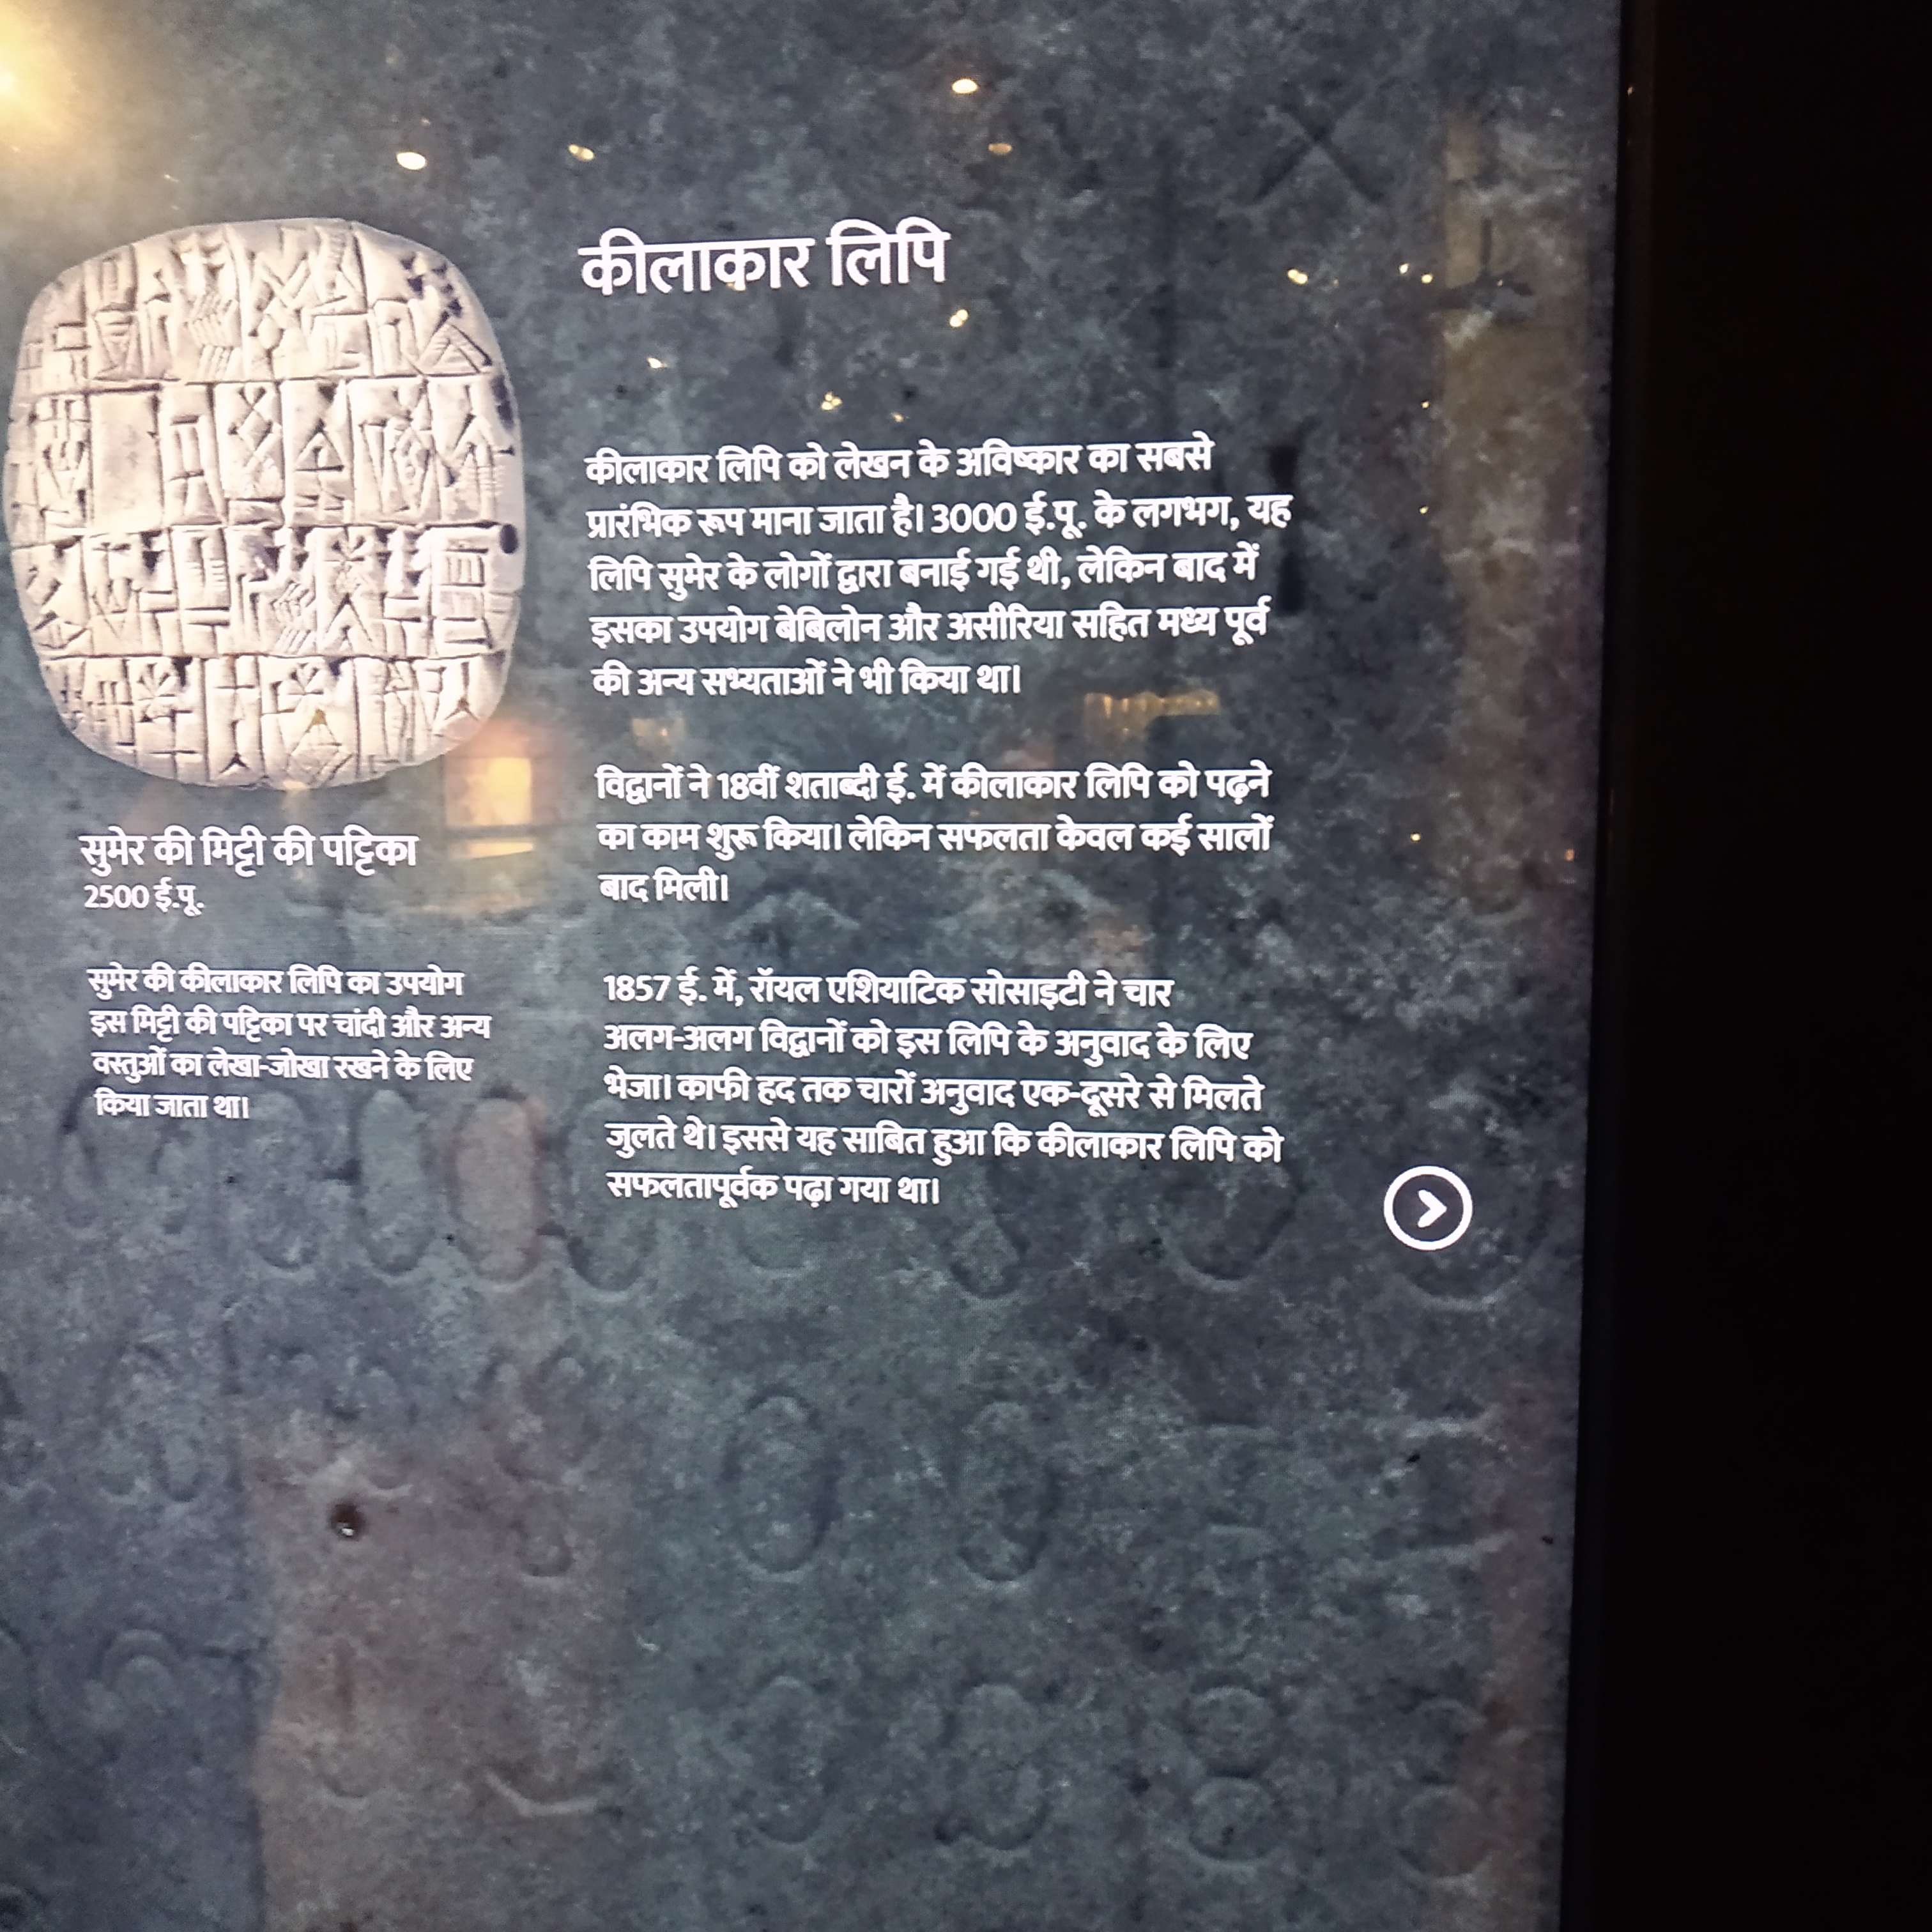 कीलाकार लिपि
कीलाकार लिपि को लेखन के अविष्कार का सबसे
प्रारंभिक रूप माना जाता है। 3000 ई.पू. के लगभग, यह
लिपि सुमेर के लोगों द्वारा बनाई गई थी, लेकिन बाद में
इसका उपयोग बेबिलोन और असीरिया सहित मध्य पूर्व
की अन्य सभ्यताओं ने भी किया था।
विद्वानों ने 18वीं शताब्दी ई. में कीलाकार लिपि को पढ़ने
का काम शुरू किया। लेकिन सफलता केवल कई सालों
बाद मिली।
1857 ई. में, रॉयल एशियाटिक सोसाइटी ने चार
अलग-अलग विद्वानों को इस लिपि के अनुवाद के लिए
भेजा। काफी हद तक चारों अनुवाद एक-दूसरे से मिलते
जुलते थे। इससे यह साबित हुआ कि कीलाकार लिपि को
सफलतापूर्वक पढ़ा गया था।
सुमेर की मिट्टी की पट्टिका
2500 ई.पू.
सुमेर की कीलाकार लिपि का उपयोग
इस मिट्टी की पट्टिका पर चांदी और अन्य
वस्तुओं का लेखा-जोखा रखने के लिए
किया जाता था।